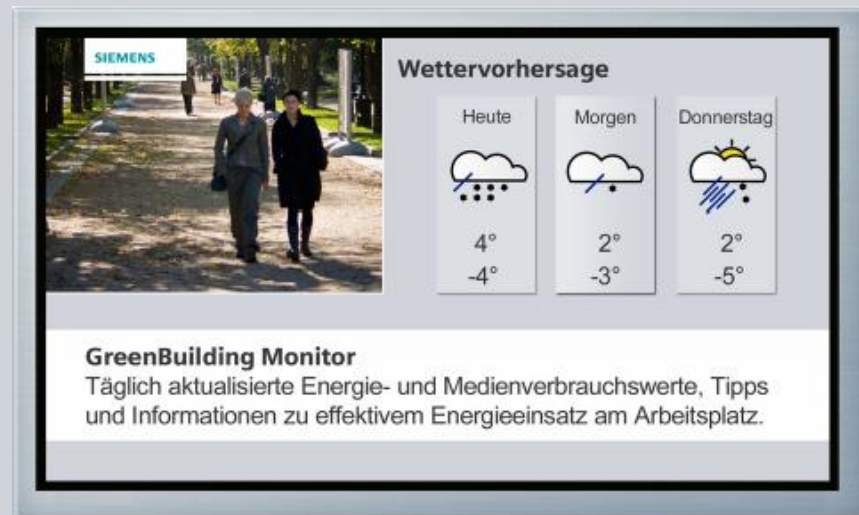 SIEMENS
Wettervorhersage
Heute Morgen Donnerstag
4° 2° 2°
-4° -3° -5°
GreenBuilding Monitor
Täglich aktualisierte Energie- und Medienverbrauchswerte, Tipps
und Informationen zu effektivem Energieeinsatz am Arbeitsplatz.